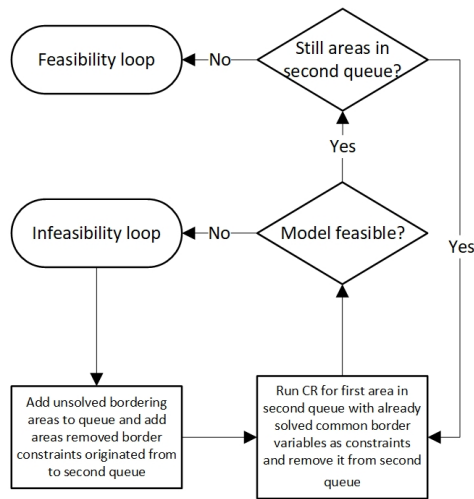 Feasibility loop
No
Still areas in
second queue?
Yes
Infeasibility loop
No
Model feasible?
Yes
Add unsolved bordering
areas to queue and add
areas removed border
constraints originated from
to second queue
Run CR for first area in
second queue with already
solved common border
variables as constraints
and remove it from second
queue